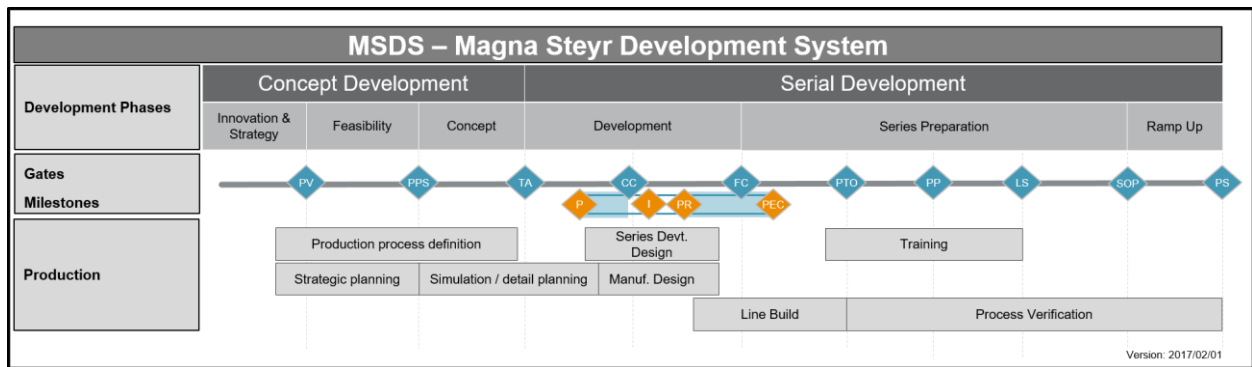 MSDS – Magna Steyr Development System
Development Phases
Concept Development
Serial Development
Innovation &
Strategy
Feasibility
Concept
Development
Series Preparation
Ramp Up
Gates
PV
PPS
TA
CC
FC
PTO
PP
LS
SOP
PS
Milestones
P
I
PR
PEC
Production
Production process definition
Series Devt.
Design
Training
Strategic planning
Simulation / detail planning
Manuf. Design
Line Build
Process Verification
Version: 2017/02/01